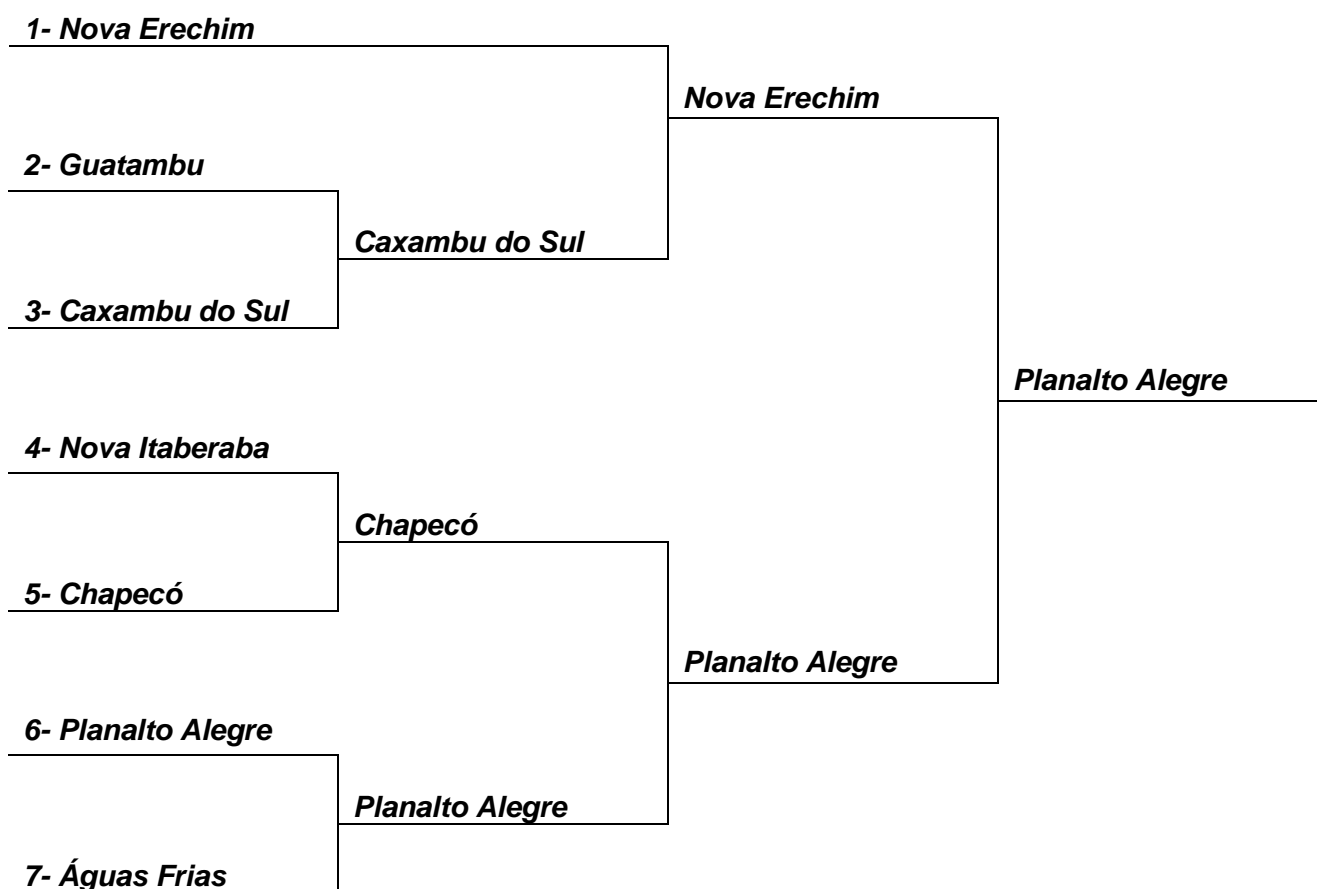 1- Nova Erechim
Nova Erechim
2- Guatambu
Caxambu do Sul
3- Caxambu do Sul
Planalto Alegre
4- Nova Itaberaba
Chapecó
5- Chapecó
Planalto Alegre
6- Planalto Alegre
Planalto Alegre
7- Águas Frias